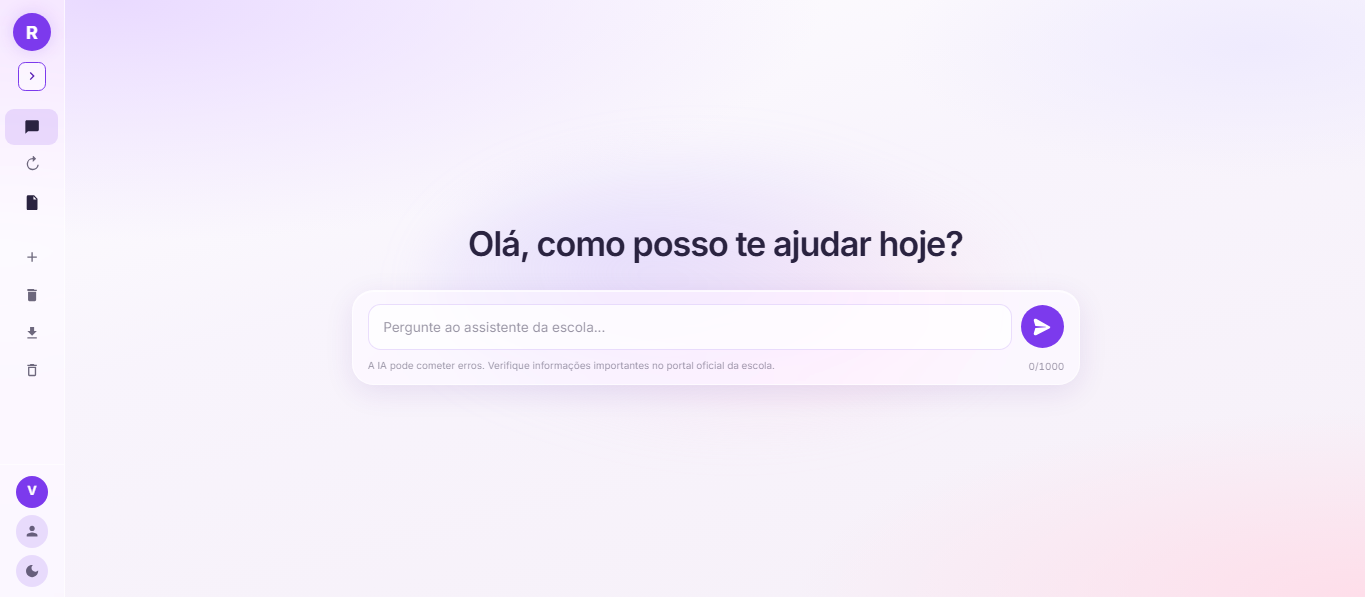 R
Olá, como posso te ajudar hoje?
Pergunte ao assistente da escola...
A IA pode cometer erros. Verifique informações importantes no portal oficial da escola.
0/1000
V